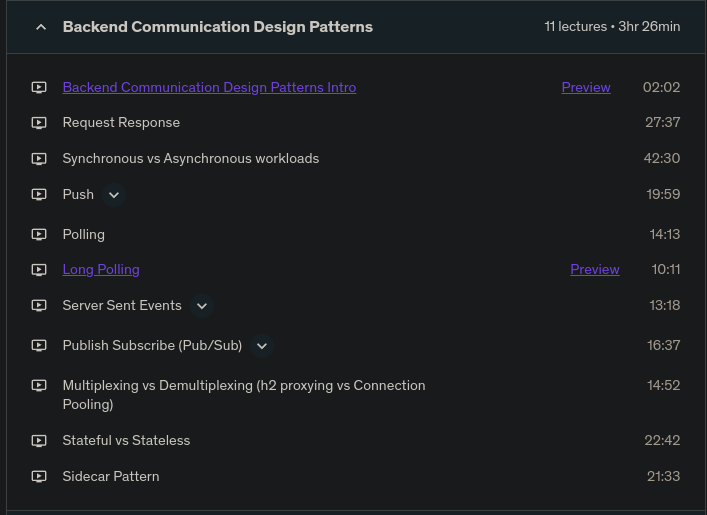 Backend Communication Design Patterns 11 lectures • 3hr 26min
Backend Communication Design Patterns Intro Preview 02:02
Request Response 27:37
Synchronous vs Asynchronous workloads 42:30
Push 19:59
Polling 14:13
Long Polling Preview 10:11
Server Sent Events 13:18
Publish Subscribe (Pub/Sub) 16:37
Multiplexing vs Demultiplexing (h2 proxying vs Connection 14:52
Pooling)
Stateful vs Stateless 22:42
Sidecar Pattern 21:33